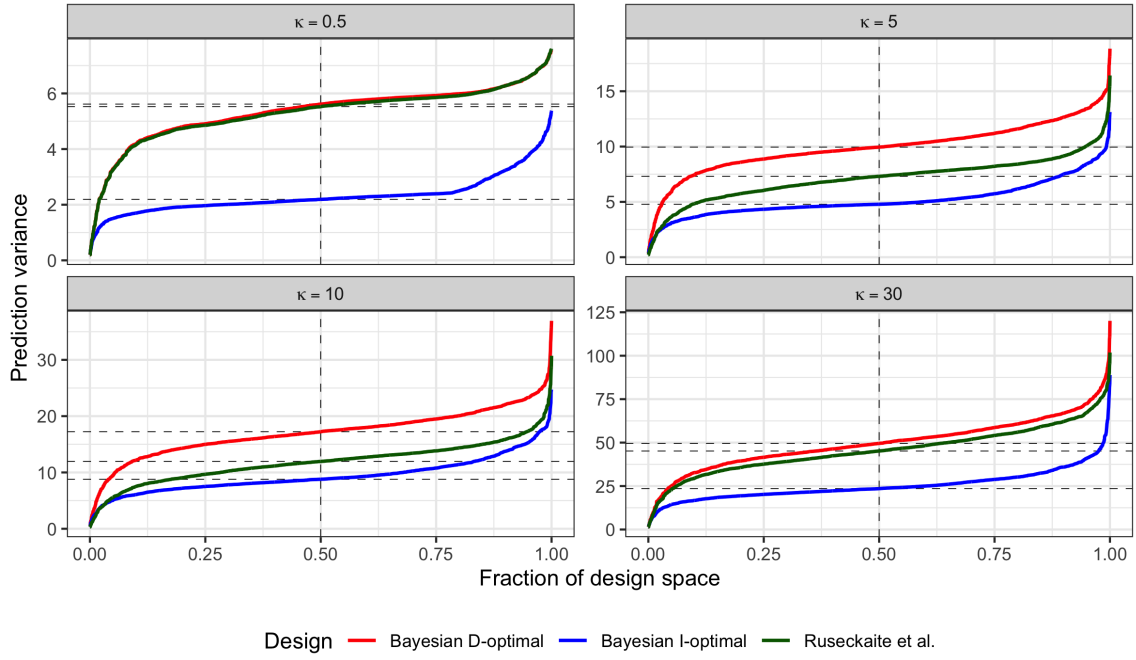 κ = 0.5
κ = 5
6
4
2
0
15
10
5
0
κ = 10
κ = 30
30
20
10
0
125
100
75
50
25
0
0.00 0.25 0.50 0.75 1.00
0.00 0.25 0.50 0.75 1.00
Prediction variance
Fraction of design space
Design Bayesian D-optimal Bayesian I-optimal Ruseckaite et al.